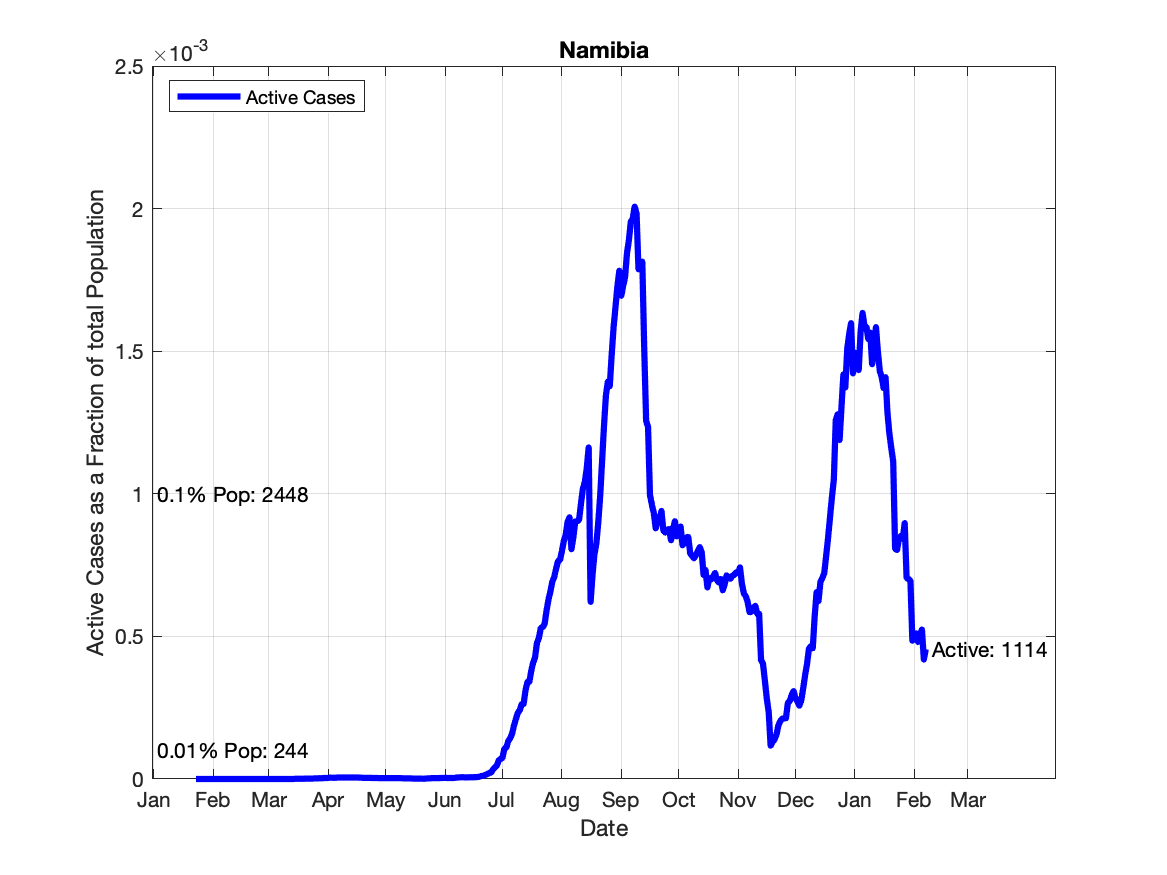 Namibia
×10-3
Active Cases
2.5
2
1.5
1
0.5
0
0.1% Pop: 2448
0.01% Pop: 244
Active: 1114
Active Cases as a Fraction of total Population
Jan Feb Mar Apr May Jun Jul Aug Sep Oct Nov Dec Jan Feb Mar
Date